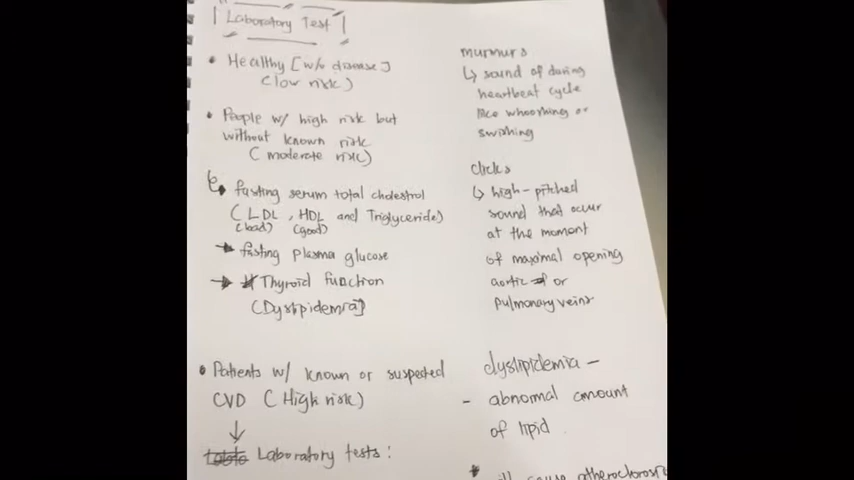 Laboratory Test
• Healthy [w/o disease]
(low risk)
• People w/ high risk but
without known risk
(moderate risk)
fasting serum total cholestrol
(LDL, HDL and Triglyceride)
(bad) (good)
→ fasting plasma glucose
→ Thyroid function
(Dyslipidemia)
• Patients w/ known or suspected
CVD (High risk)
↓
Laboratory tests:
murmurs
↳ sound of during
heartbeat cycle
like whooshing or
swishing
clicks
↳ high-pitched
sound that occur
at the moment
of maximal opening
aortic or
pulmonary veins
dyslipidemia -
- abnormal amount
of lipid
cause